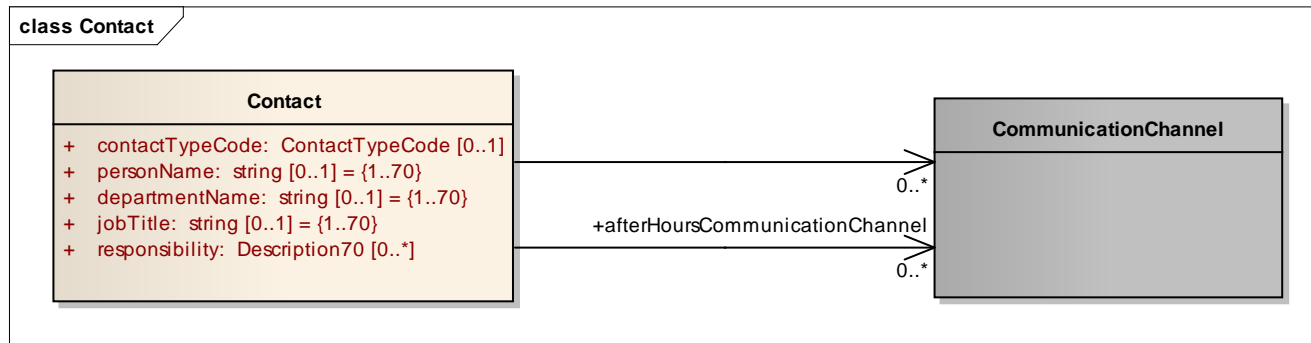 class Contact
Contact
+ contactTypeCode: ContactTypeCode [0..1]
+ personName: string [0..1] = {1..70}
+ departmentName: string [0..1] = {1..70}
+ jobTitle: string [0..1] = {1..70}
+ responsibility: Description70 [0..*]
CommunicationChannel
0..*
+afterHoursCommunicationChannel
0..*